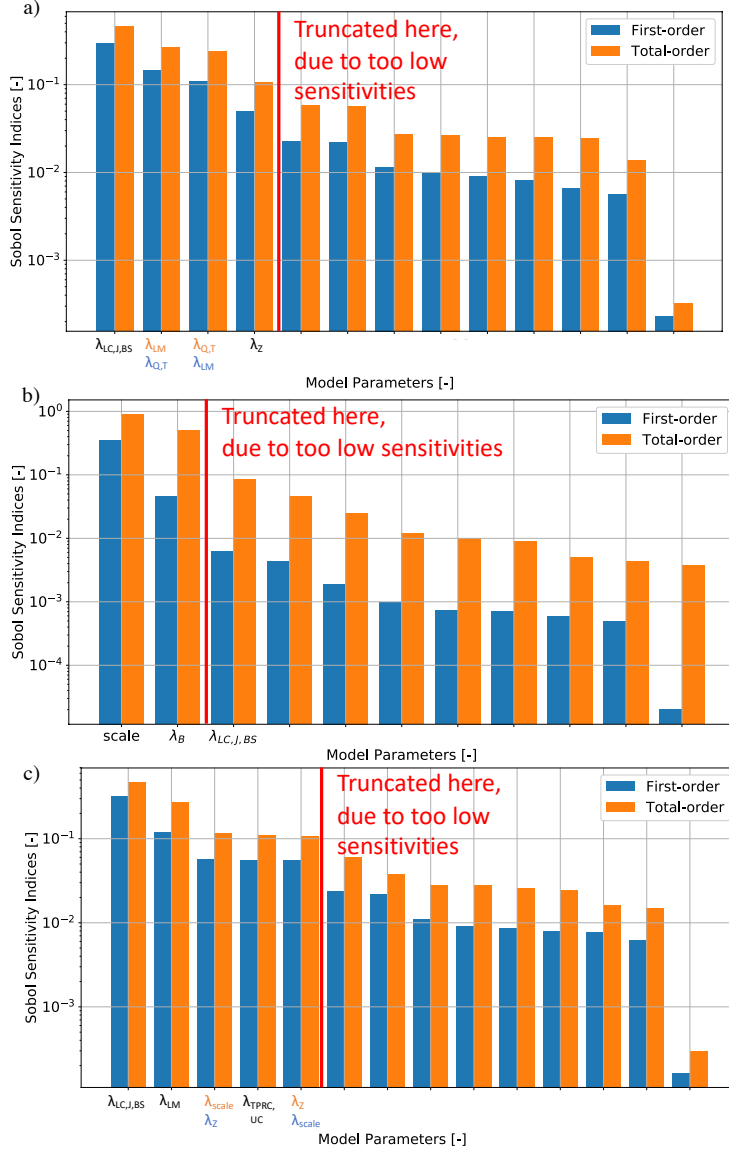 a)
Truncated here,
due to too low
sensitivities
First-order
Total-order
Sobol Sensitivity Indices [-]
10⁻¹
10⁻²
10⁻³
λLC,J,BS
λLM
λQ,T
λQ,T
λLM
λZ
Model Parameters [-]
b)
Truncated here,
due to too low sensitivities
First-order
Total-order
Sobol Sensitivity Indices [-]
10⁰
10⁻¹
10⁻²
10⁻³
10⁻⁴
scale
λB
λLC,J,BS
Model Parameters [-]
c)
Truncated here,
due to too low
sensitivities
First-order
Total-order
Sobol Sensitivity Indices [-]
10⁻¹
10⁻²
10⁻³
λLC,J,BS
λLM
λscale
λZ
λTPRC,
UC
λZ
λscale
Model Parameters [-]